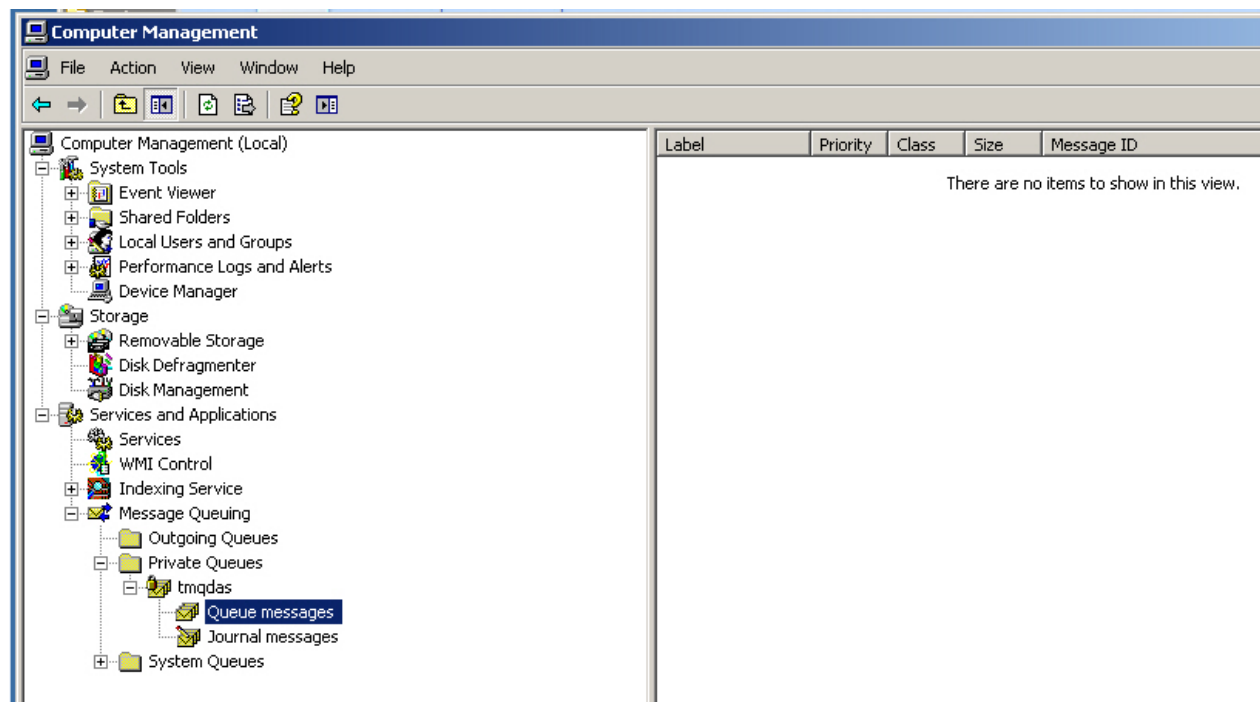 Computer Management
File Action View Window Help
Computer Management (Local)
System Tools
Event Viewer
Shared Folders
Local Users and Groups
Performance Logs and Alerts
Device Manager
Storage
Removable Storage
Disk Defragmenter
Disk Management
Services and Applications
Services
WMI Control
Indexing Service
Message Queuing
Outgoing Queues
Private Queues
tmqdas
Queue messages
Journal messages
System Queues
Label Priority Class Size Message ID
There are no items to show in this view.